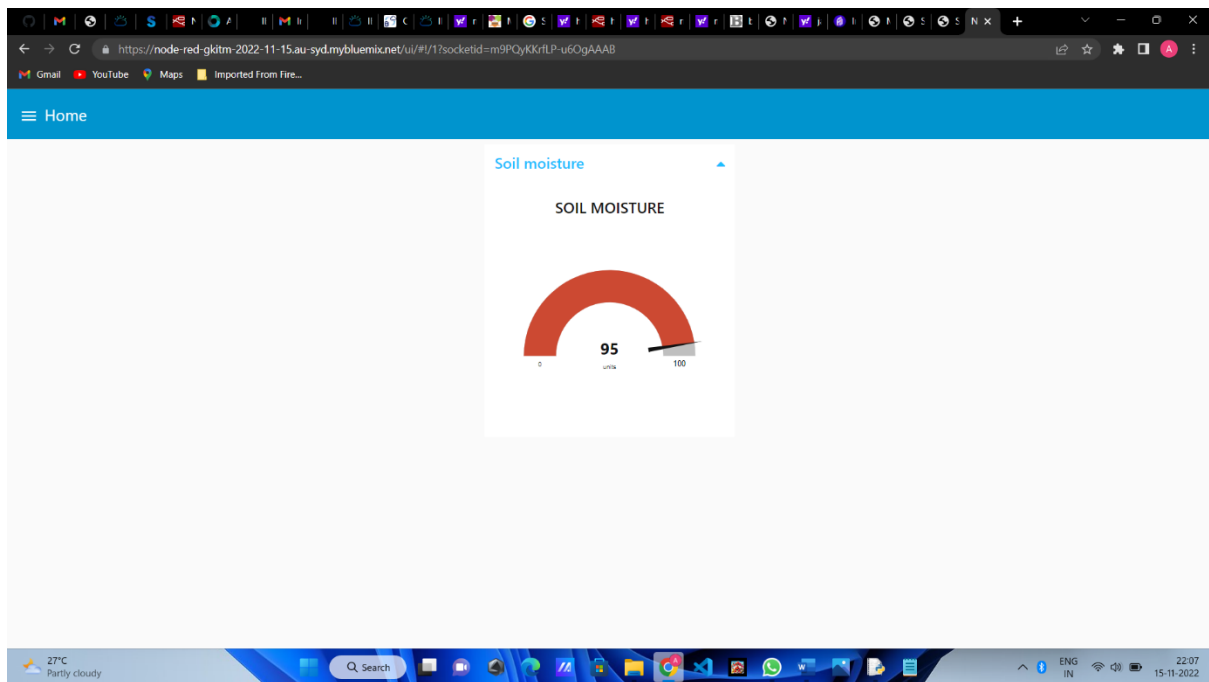 https://node-red-gkitm-2022-11-15.au-syd.mybluemix.net/ui/#!/1?socketid=m9PQyKKrfLP-u6OgAAAB
Gmail YouTube Maps Imported From Fire...
Home
Soil moisture
SOIL MOISTURE
95
units
0 100
27°C
Partly cloudy
Search
ENG
IN
22:07
15-11-2022